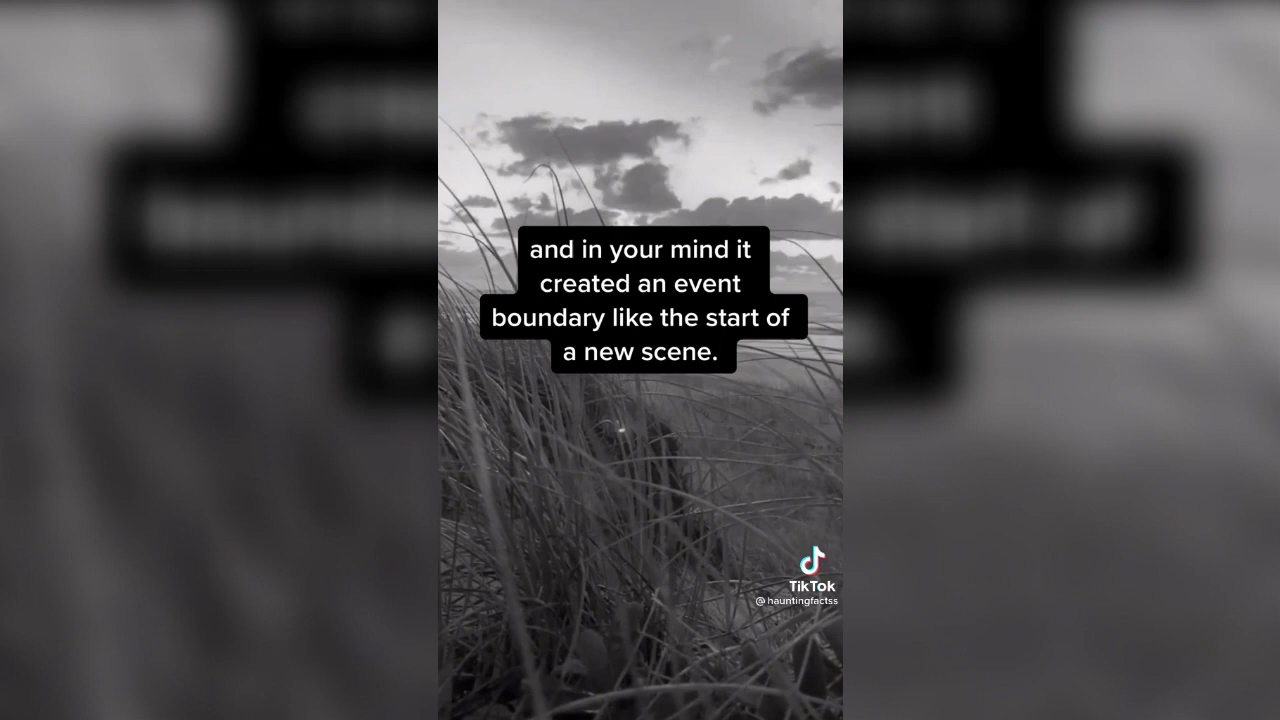 and in your mind it
created an event
boundary like the start of
a new scene.
TikTok
@hauntingfactss